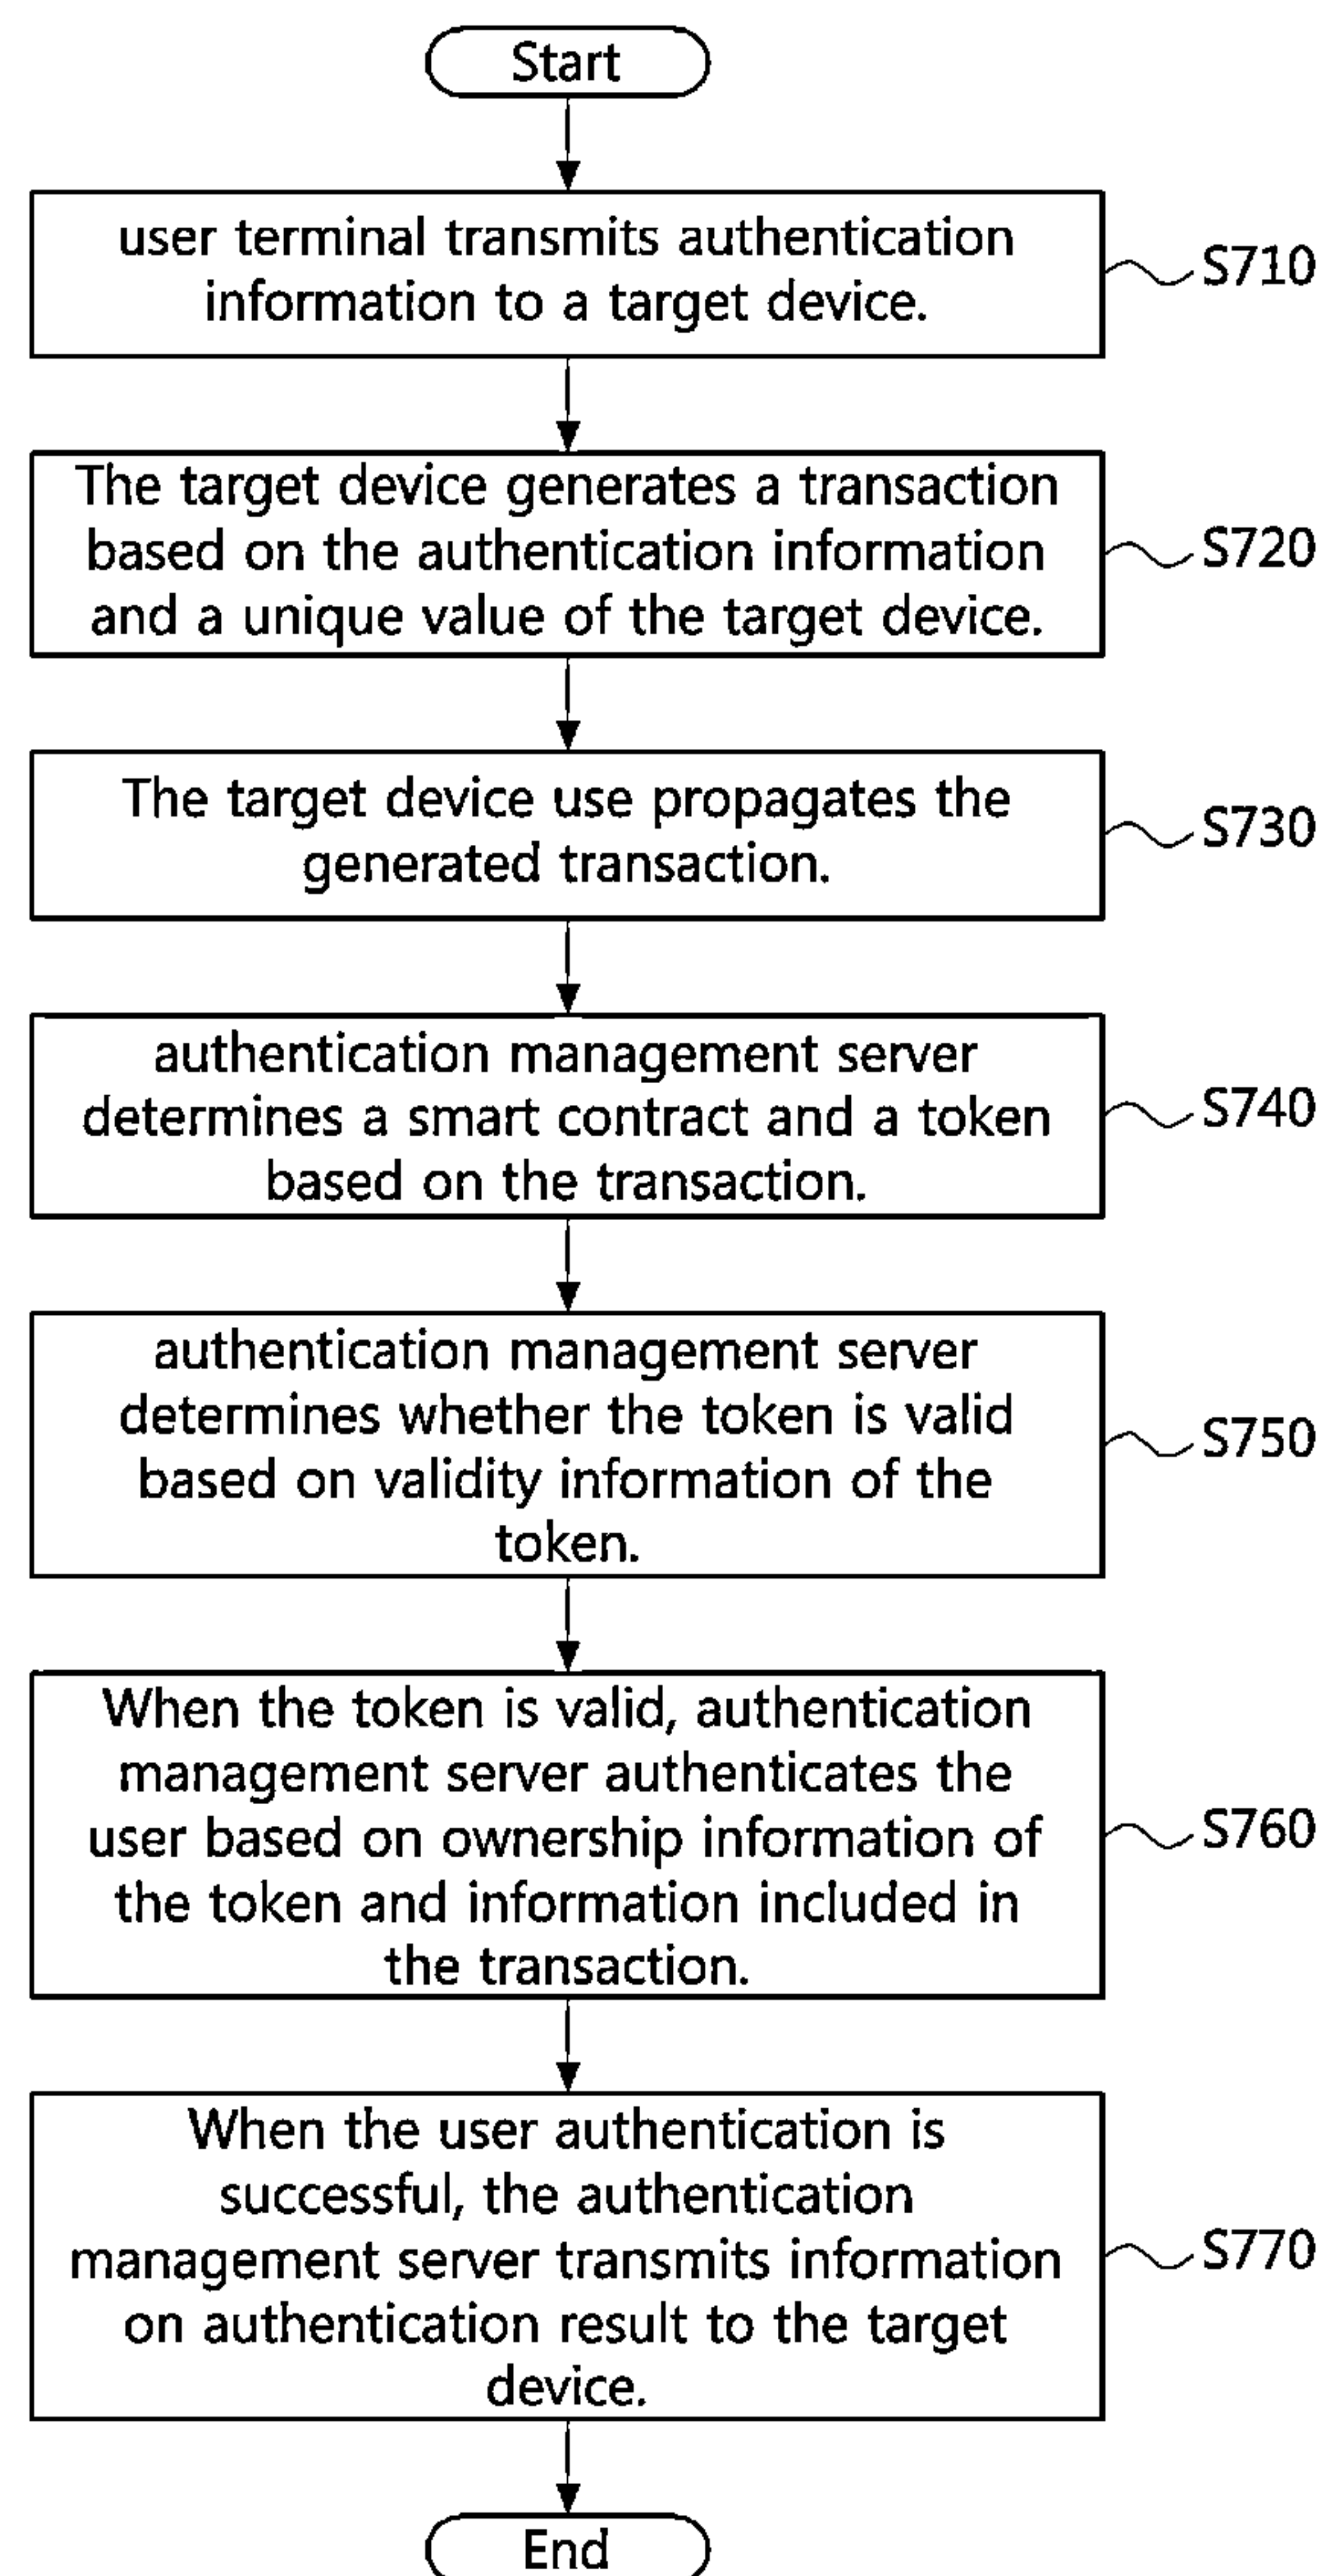 Start
user terminal transmits authentication
information to a target device.
S710
The target device generates a transaction
based on the authentication information
and a unique value of the target device.
S720
The target device use propagates the
generated transaction.
S730
authentication management server
determines a smart contract and a token
based on the transaction.
S740
authentication management server
determines whether the token is valid
based on validity information of the
token.
S750
When the token is valid, authentication
management server authenticates the
user based on ownership information of
the token and information included in
the transaction.
S760
When the user authentication is
successful, the authentication
management server transmits information
on authentication result to the target
device.
S770
End